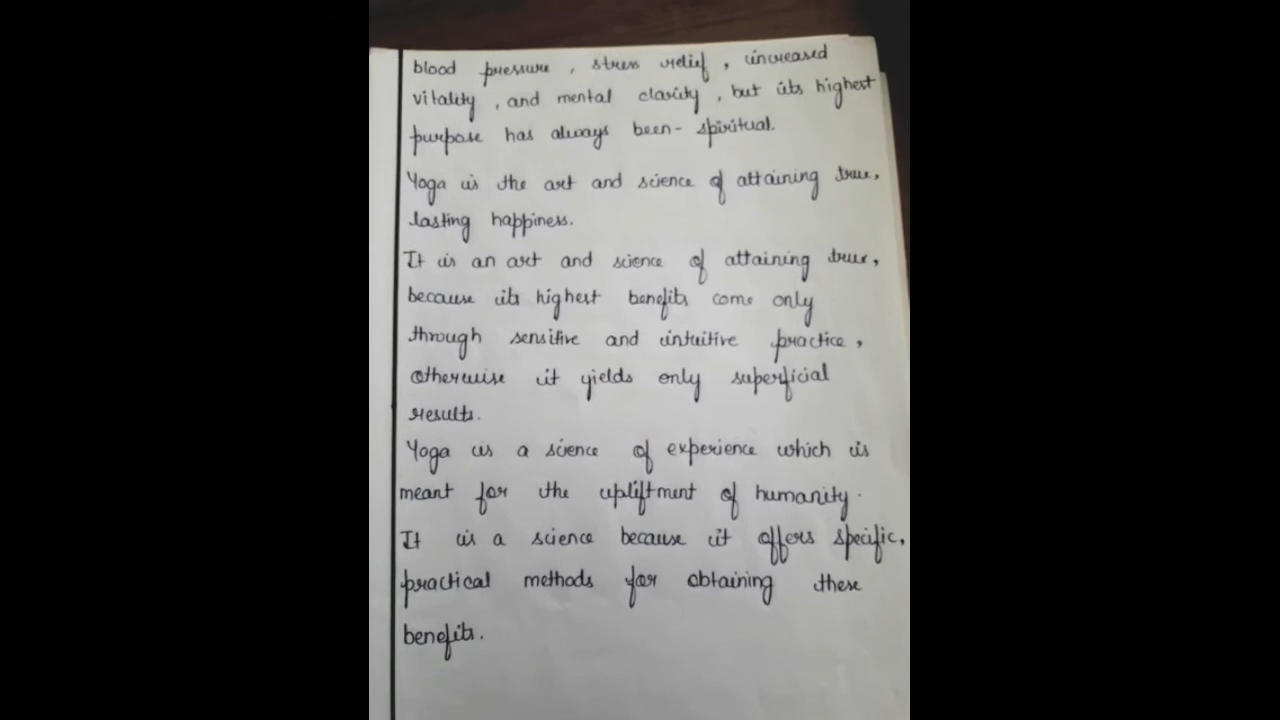 blood pressure, stress relief, increased
vitality, and mental clarity, but its highest
purpose has always been- spiritual.
Yoga is the art and science of attaining true,
lasting happiness.
It is an art and science of attaining true,
because its highest benefits come only
through sensitive and intuitive practice,
otherwise it yields only superficial
results.
Yoga is a science of experience which is
meant for the upliftment of humanity.
It is a science because it offers specific,
practical methods for obtaining these
benefits.